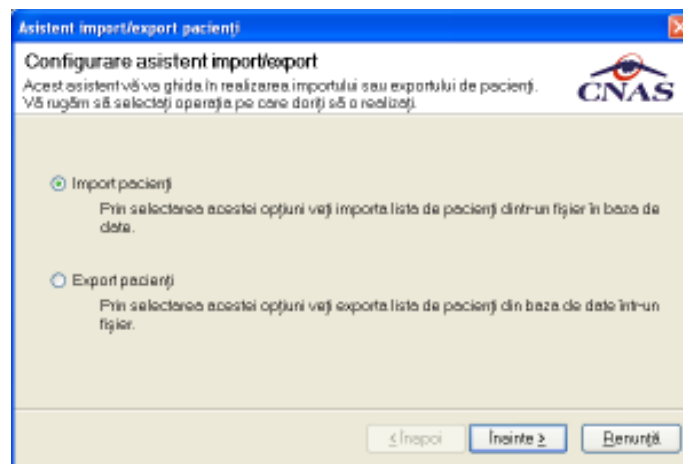 Asistent import/export pacienți
Configurare asistent import/export
Acest asistent vă va ghida în realizarea importului sau exportului de pacienți.
Vă rugăm să selectați operația pe care doriți să o realizați.
CNAS
Import pacienți
Prin selectarea acestei opțiuni veți importa lista de pacienți dintr-un fișier în baza de
date.
Export pacienți
Prin selectarea acestei opțiuni veți exporta lista de pacienți din baza de date într-un
fișier.
< Înapoi Înainte > Renunță